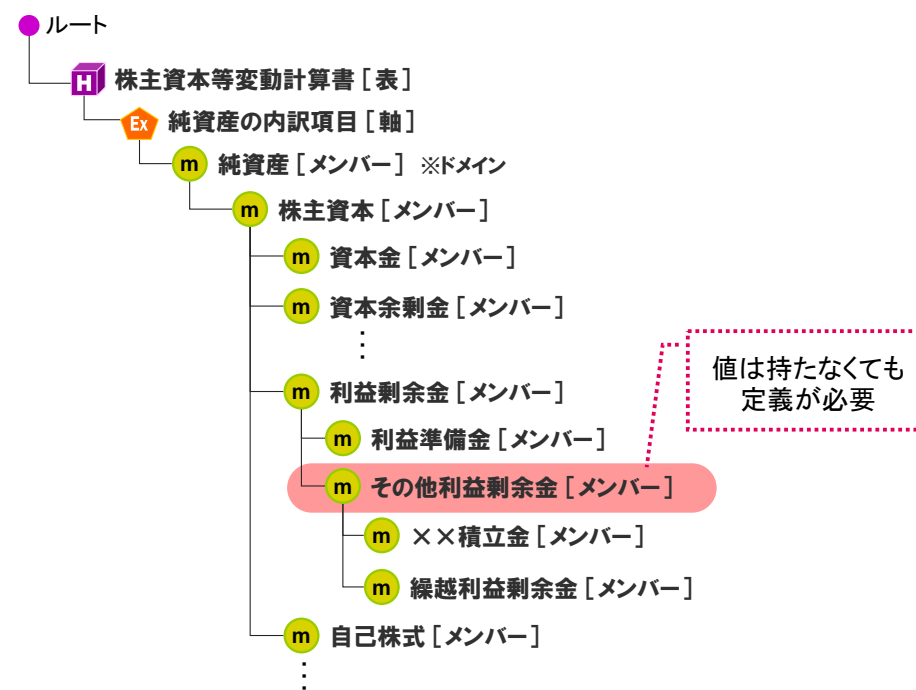 ルート
H 株主資本等変動計算書［表］
Ex 純資産の内訳項目［軸］
m 純資産［メンバー］ ※ドメイン
m 株主資本［メンバー］
m 資本金［メンバー］
m 資本余剰金［メンバー］
⋮
値は持たなくても
定義が必要
m 利益剰余金［メンバー］
m 利益準備金［メンバー］
m その他利益剰余金［メンバー］
m ××積立金［メンバー］
m 繰越利益剰余金［メンバー］
m 自己株式［メンバー］
⋮